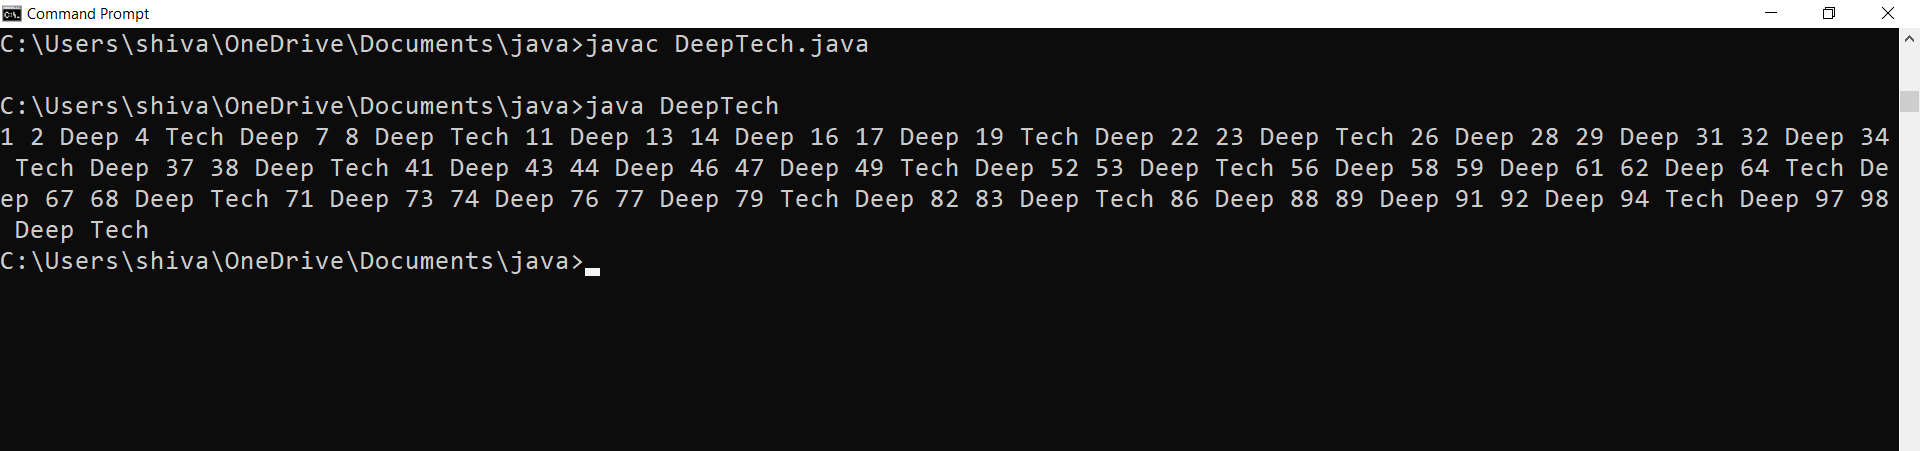 Command Prompt
C:\Users\shiva\OneDrive\Documents\java>javac DeepTech.java
C:\Users\shiva\OneDrive\Documents\java>java DeepTech
1 2 Deep 4 Tech Deep 7 8 Deep Tech 11 Deep 13 14 Deep 16 17 Deep 19 Tech Deep 22 23 Deep Tech 26 Deep 28 29 Deep 31 32 Deep 34
Tech Deep 37 38 Deep Tech 41 Deep 43 44 Deep 46 47 Deep 49 Tech Deep 52 53 Deep Tech 56 Deep 58 59 Deep 61 62 Deep 64 Tech De
ep 67 68 Deep Tech 71 Deep 73 74 Deep 76 77 Deep 79 Tech Deep 82 83 Deep Tech 86 Deep 88 89 Deep 91 92 Deep 94 Tech Deep 97 98
Deep Tech
C:\Users\shiva\OneDrive\Documents\java>